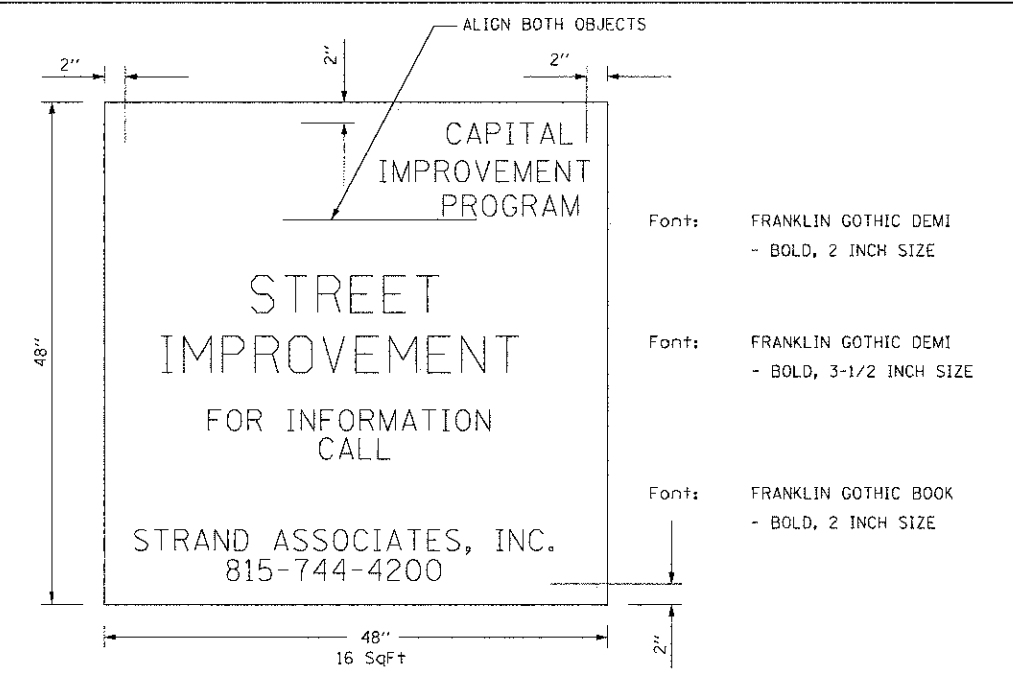 ALIGN BOTH OBJECTS
2"
2"
2"
CAPITAL
IMPROVEMENT
PROGRAM
Font: FRANKLIN GOTHIC DEMI
- BOLD, 2 INCH SIZE
STREET
IMPROVEMENT
48"
Font: FRANKLIN GOTHIC DEMI
- BOLD, 3-1/2 INCH SIZE
FOR INFORMATION
CALL
Font: FRANKLIN GOTHIC BOOK
- BOLD, 2 INCH SIZE
STRAND ASSOCIATES, INC.
815-744-4200
48"
16 SqFt
2"